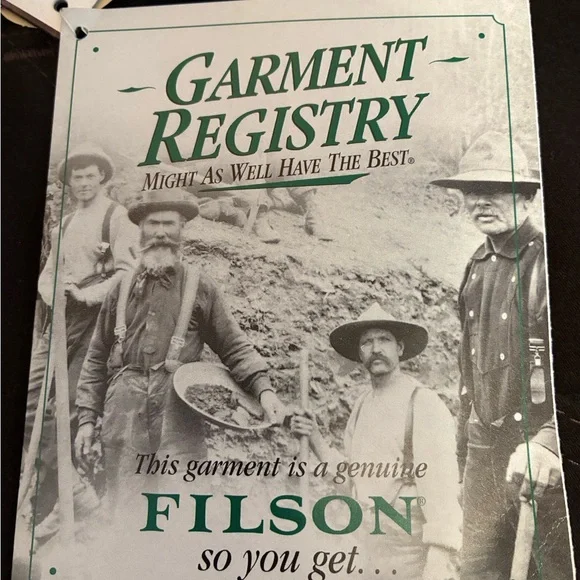 GARMENT
REGISTRY
MIGHT AS WELL HAVE THE BEST®
This garment is a genuine
FILSON®
so you get...